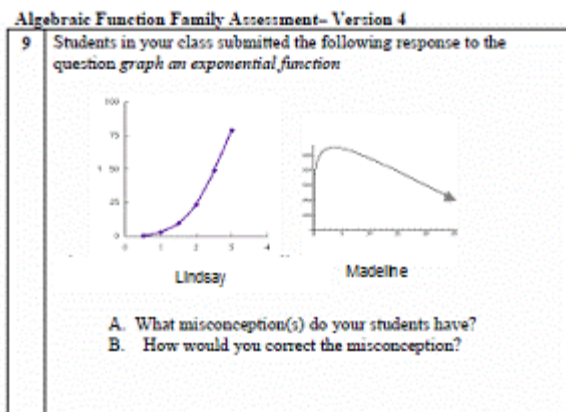 Algebraic Function Family Assessment– Version 4
9 Students in your class submitted the following response to the
question graph an exponential function
100
75
50
25
0
0 1 2 3 4
Lindsay
Madeline
A. What misconception(s) do your students have?
B. How would you correct the misconception?